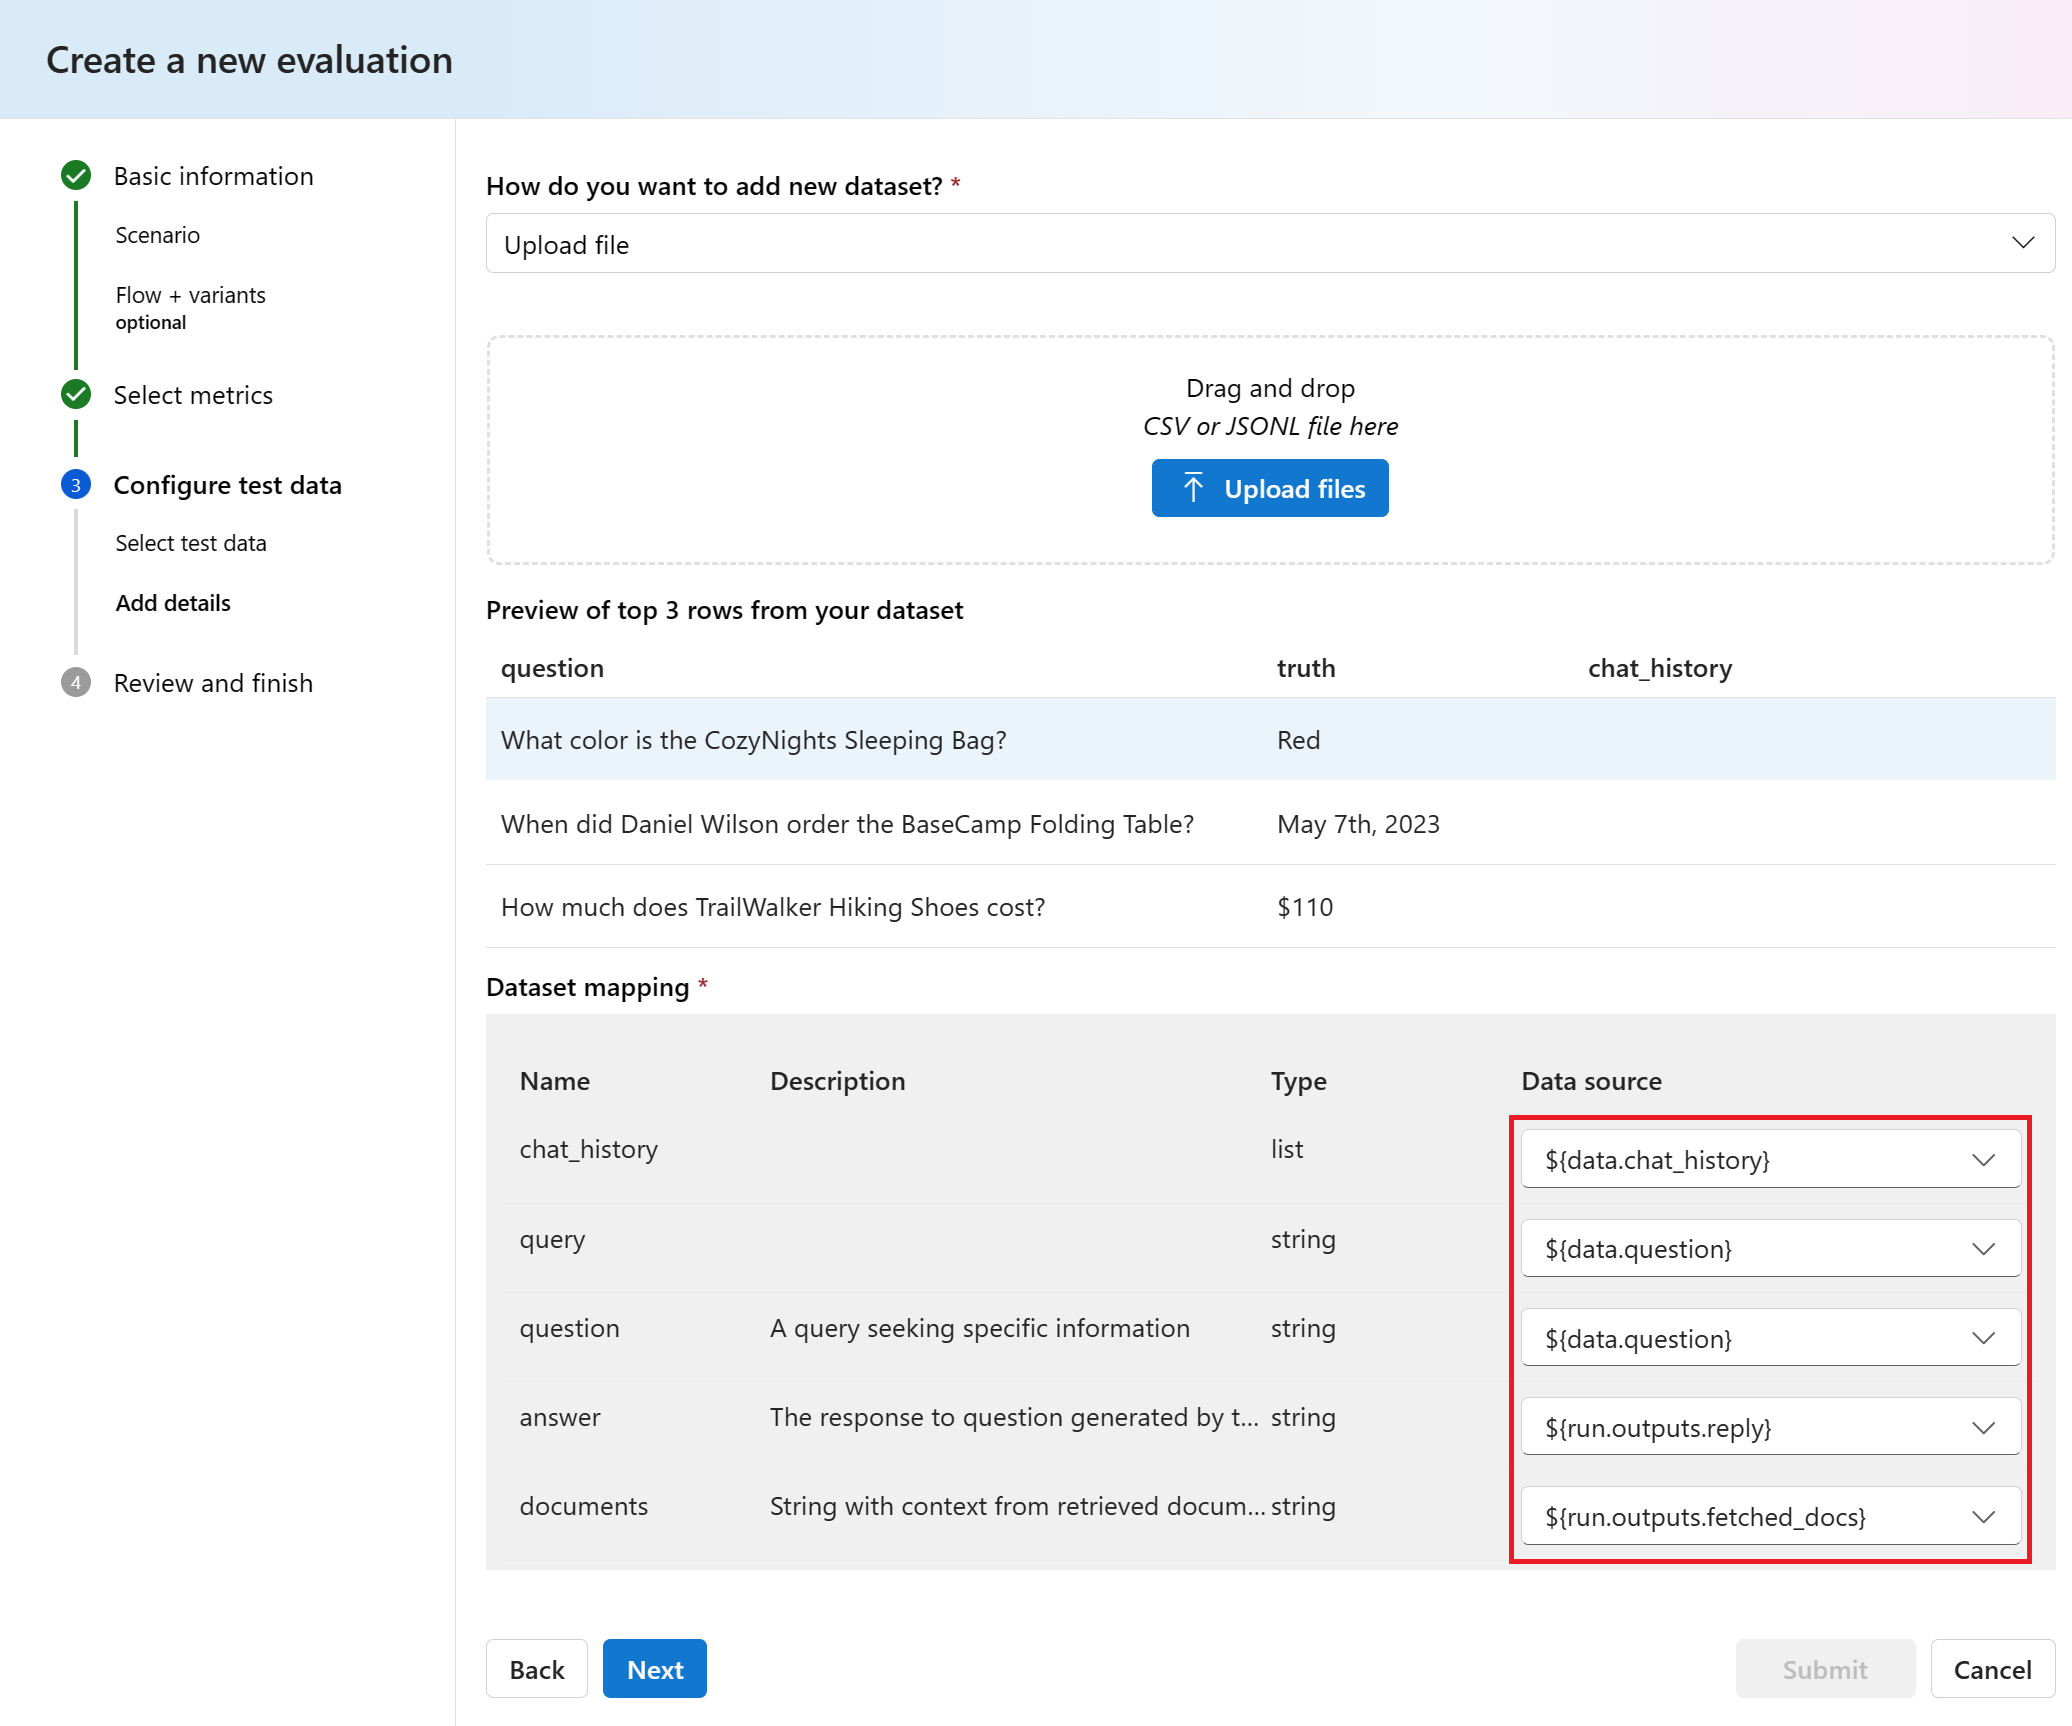 Create a new evaluation
Basic information
Scenario
Flow + variants
optional
Select metrics
3 Configure test data
Select test data
Add details
4 Review and finish
How do you want to add new dataset? *
Upload file
Drag and drop
CSV or JSONL file here
Upload files
Preview of top 3 rows from your dataset
question truth chat_history
What color is the CozyNights Sleeping Bag? Red
When did Daniel Wilson order the BaseCamp Folding Table? May 7th, 2023
How much does TrailWalker Hiking Shoes cost? $110
Dataset mapping *
Name Description Type Data source
chat_history list ${data.chat_history}
query string ${data.question}
question A query seeking specific information string ${data.question}
answer The response to question generated by t... string ${run.outputs.reply}
documents String with context from retrieved docum... string ${run.outputs.fetched_docs}
Back Next Submit Cancel